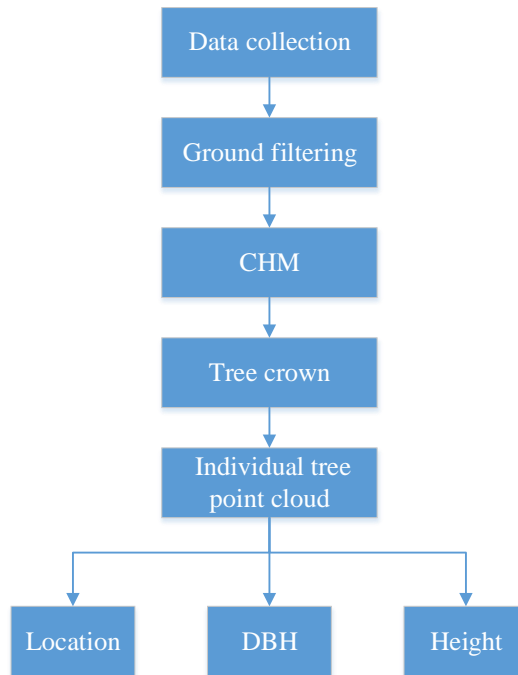 Data collection
Ground filtering
CHM
Tree crown
Individual tree
point cloud
Location
DBH
Height